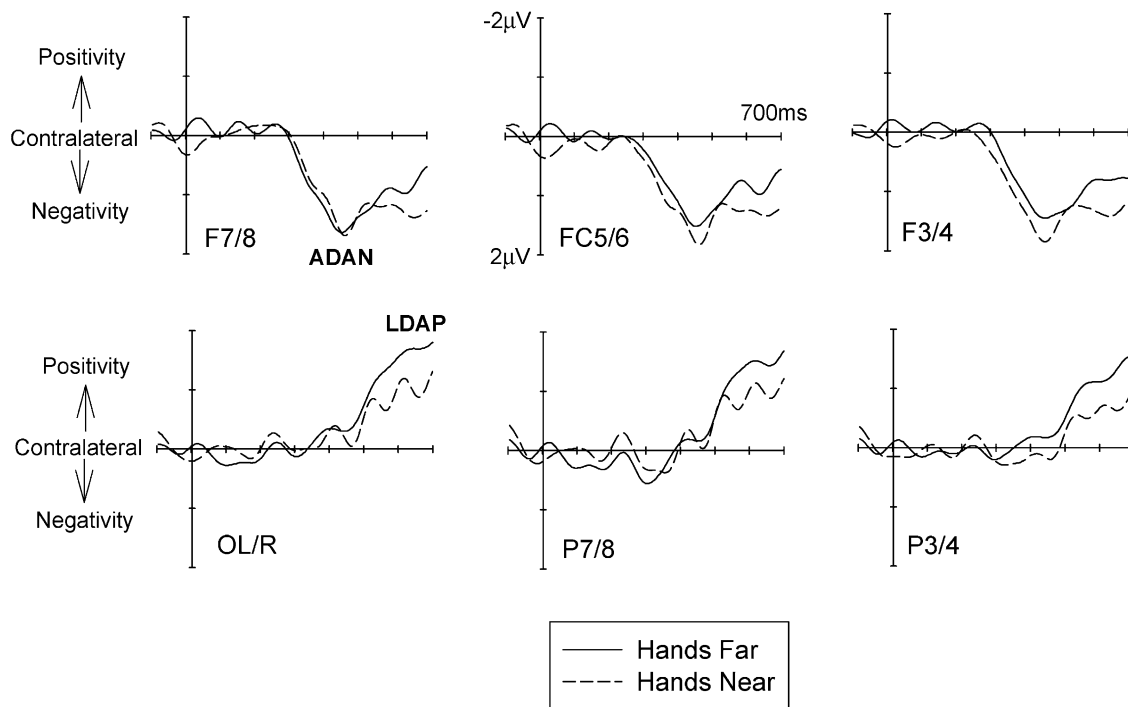 -2μV
Positivity
700ms
Contralateral
Negativity
F7/8
FC5/6
F3/4
ADAN
2μV
LDAP
Positivity
Contralateral
Negativity
OL/R
P7/8
P3/4
Hands Far
Hands Near